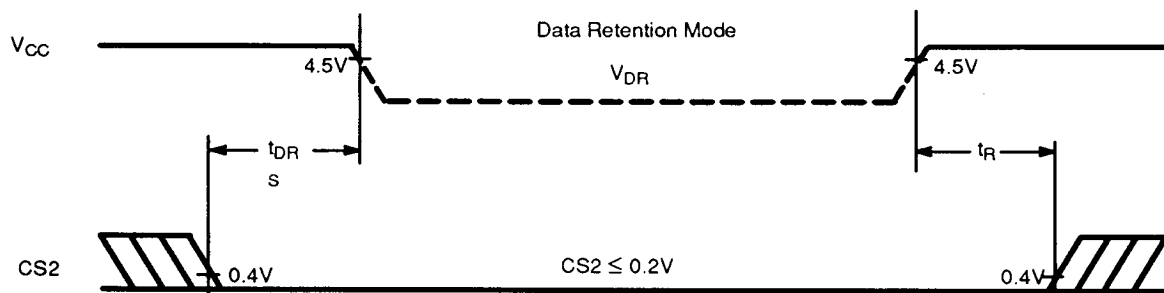 Data Retention Mode
VCC
4.5V
VDR
4.5V
tDR
S
tR
CS2
0.4V
CS2 ≤ 0.2V
0.4V